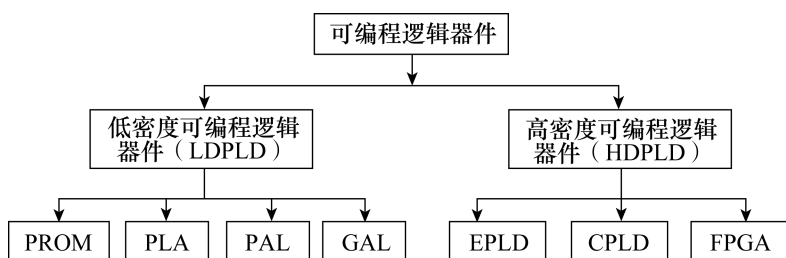 可编程逻辑器件
低密度可编程逻辑
器件（LDPLD）
高密度可编程逻辑
器件（HDPLD）
PROM
PLA
PAL
GAL
EPLD
CPLD
FPGA